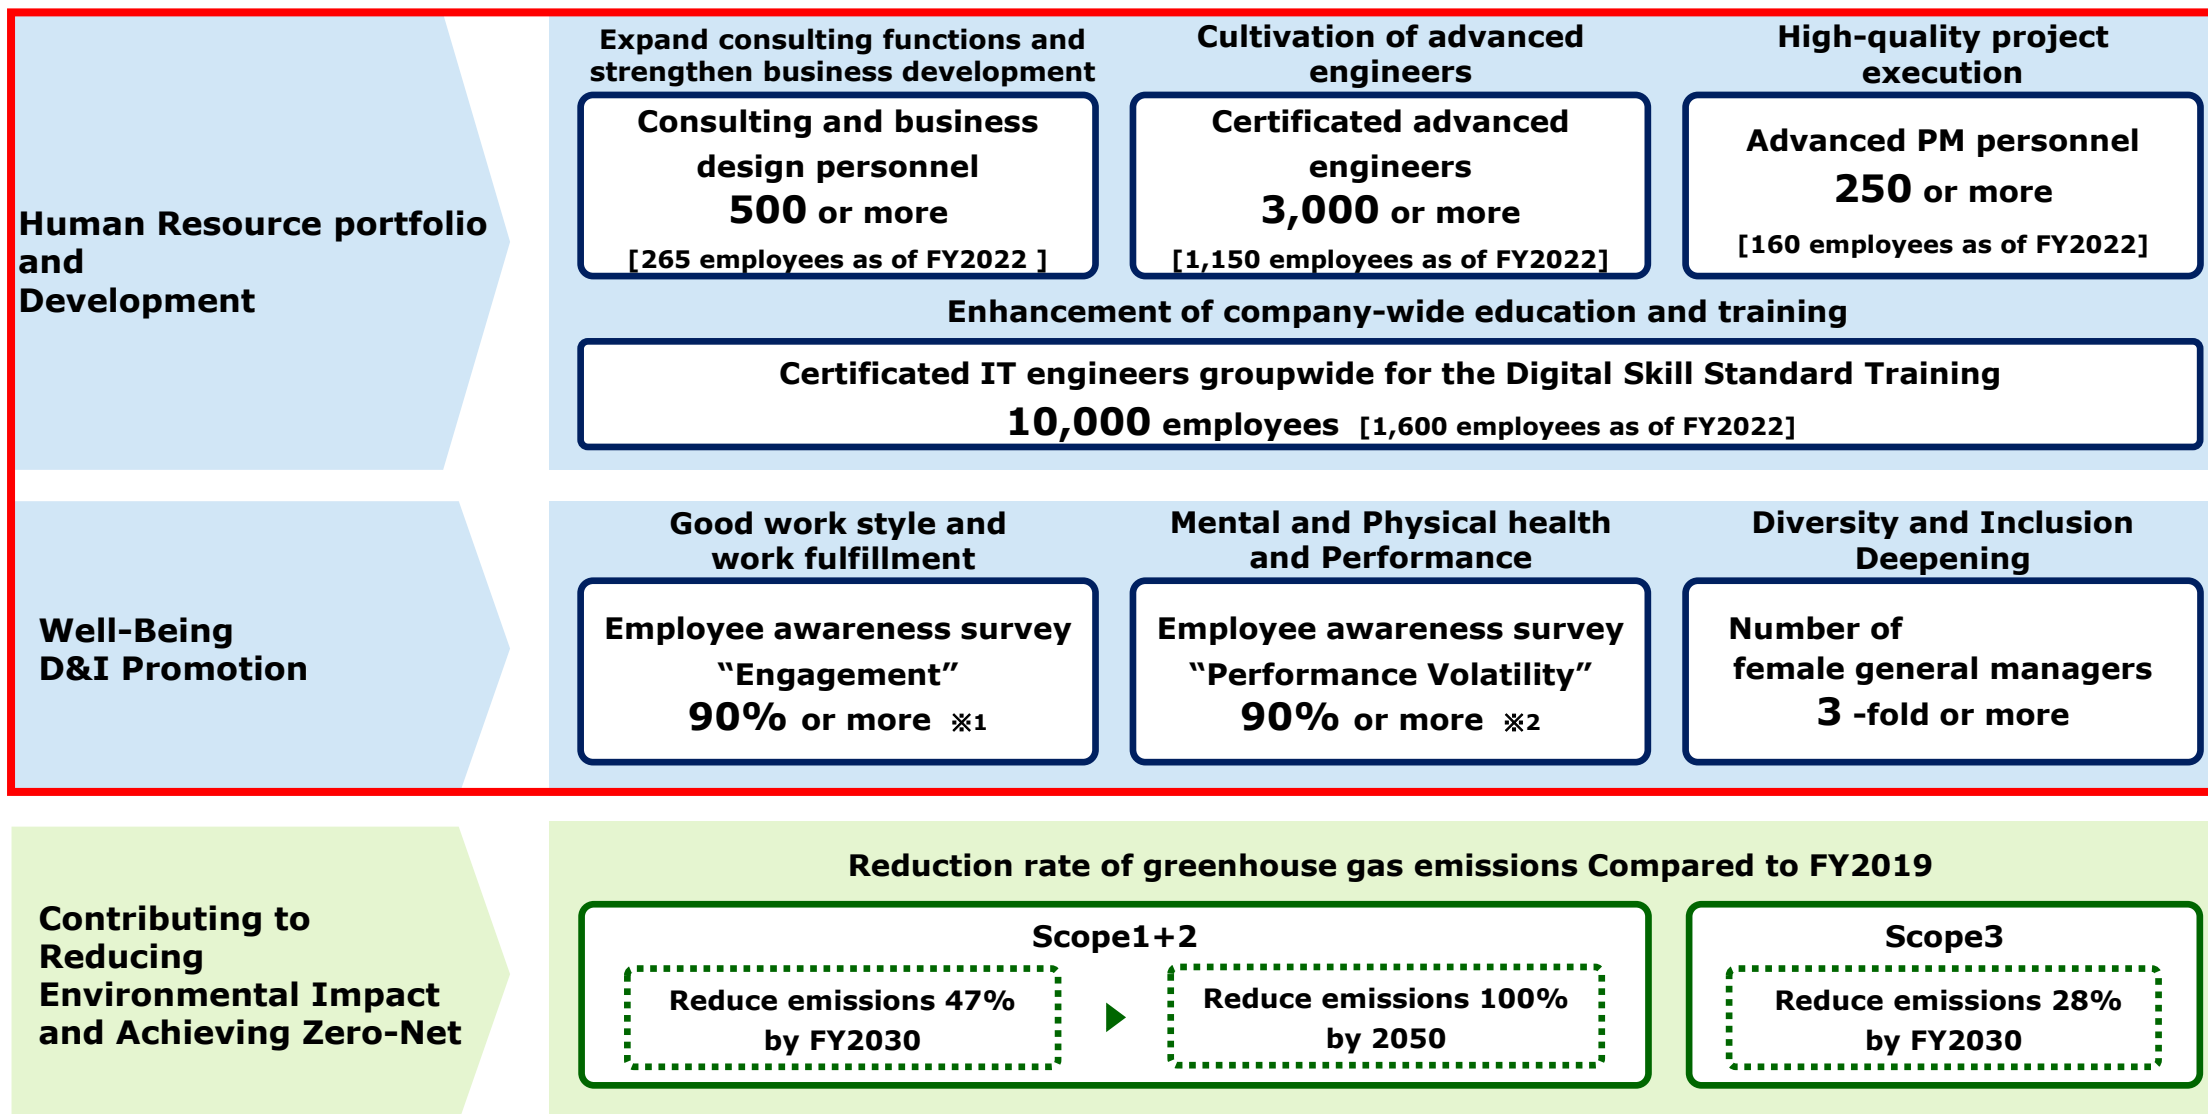 Human Resource portfolio
and
Development
Expand consulting functions and
strengthen business development
Consulting and business
design personnel
500 or more
[265 employees as of FY2022 ]
Cultivation of advanced
engineers
Certificated advanced
engineers
3,000 or more
[1,150 employees as of FY2022]
High-quality project
execution
Advanced PM personnel
250 or more
[160 employees as of FY2022]
Enhancement of company-wide education and training
Certificated IT engineers groupwide for the Digital Skill Standard Training
10,000 employees [1,600 employees as of FY2022]
Well-Being
D&I Promotion
Good work style and
work fulfillment
Employee awareness survey
“Engagement”
90% or more ※1
Mental and Physical health
and Performance
Employee awareness survey
“Performance Volatility”
90% or more ※2
Diversity and Inclusion
Deepening
Number of
female general managers
3 -fold or more
Contributing to
Reducing
Environmental Impact
and Achieving Zero-Net
Reduction rate of greenhouse gas emissions Compared to FY2019
Scope1+2
Reduce emissions 47%
by FY2030
Reduce emissions 100%
by 2050
Scope3
Reduce emissions 28%
by FY2030